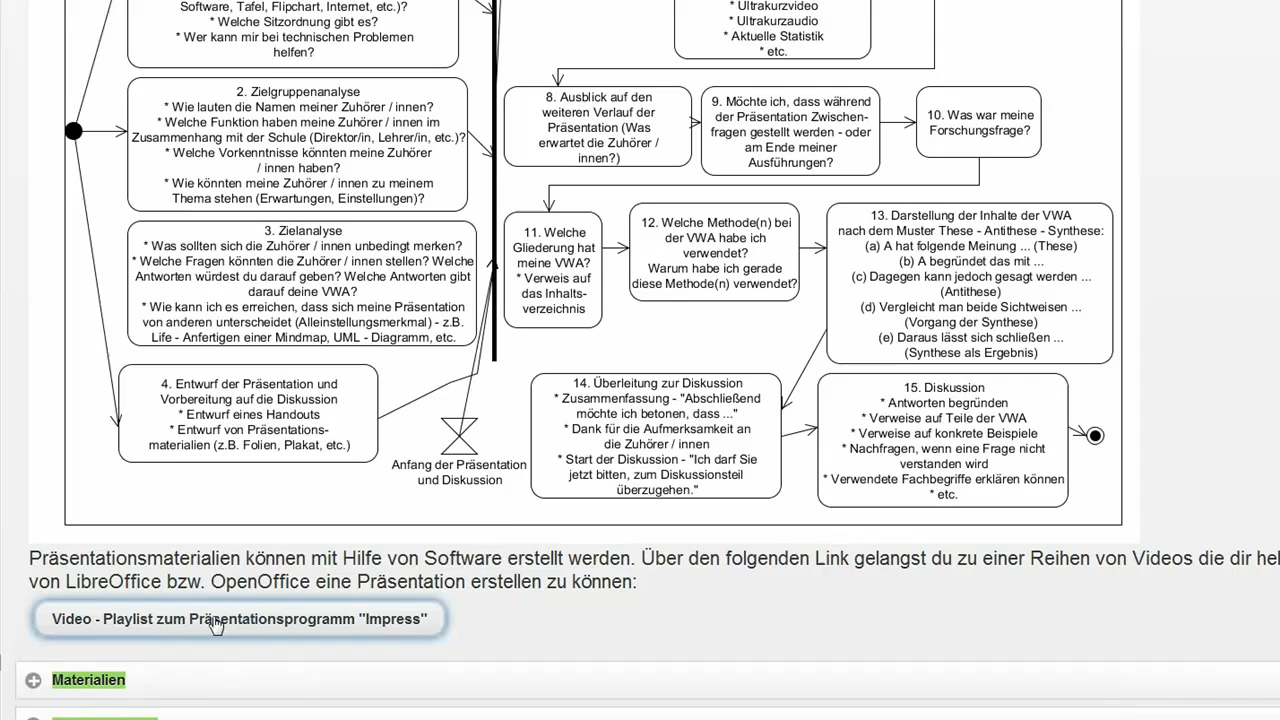 Software, Tafel, Flipchart, Internet, etc.)?
* Welche Sitzordnung gibt es?
* Wer kann mir bei technischen Problemen
helfen?
* Ultrakurzvideo
* Ultrakurzaudio
* Aktuelle Statistik
* etc.
2. Zielgruppenanalyse
* Wie lauten die Namen meiner Zuhörer / innen?
* Welche Funktion haben meine Zuhörer / innen im
Zusammenhang mit der Schule (Direktor/in, Lehrer/in, etc.)?
* Welche Vorkenntnisse könnten meine Zuhörer
/ innen haben?
* Wie könnten meine Zuhörer / innen zu meinem
Thema stehen (Erwartungen, Einstellungen)?
8. Ausblick auf den
weiteren Verlauf der
Präsentation (Was
erwartet die Zuhörer /
innen?)
9. Möchte ich, dass während
der Präsentation Zwischen-
fragen gestellt werden - oder
am Ende meiner
Ausführungen?
10. Was war meine
Forschungsfrage?
3. Zielanalyse
* Was sollten sich die Zuhörer / innen unbedingt merken?
* Welche Fragen könnten die Zuhörer / innen stellen? Welche
Antworten würdest du darauf geben? Welche Antworten gibt
darauf deine VWA?
* Wie kann ich es erreichen, dass sich meine Präsentation
von anderen unterscheidet (Alleinstellungsmerkmal) - z.B.
Life - Anfertigen einer Mindmap, UML - Diagramm, etc.
11. Welche
Gliederung hat
meine VWA?
* Verweis auf
das Inhalts-
verzeichnis
12. Welche Methode(n) bei
der VWA habe ich
verwendet?
Warum habe ich gerade
diese Methode(n) verwendet?
13. Darstellung der Inhalte der VWA
nach dem Muster These - Antithese - Synthese:
(a) A hat folgende Meinung ... (These)
(b) A begründet das mit ...
(c) Dagegen kann jedoch gesagt werden ...
(Antithese)
(d) Vergleicht man beide Sichtweisen ...
(Vorgang der Synthese)
(e) Daraus lässt sich schließen ...
(Synthese als Ergebnis)
4. Entwurf der Präsentation und
Vorbereitung auf die Diskussion
* Entwurf eines Handouts
* Entwurf von Präsentations-
materialien (z.B. Folien, Plakat, etc.)
Anfang der Präsentation
und Diskussion
14. Überleitung zur Diskussion
* Zusammenfassung - "Abschließend
möchte ich betonen, dass ..."
* Dank für die Aufmerksamkeit an
die Zuhörer / innen
* Start der Diskussion - "Ich darf Sie
jetzt bitten, zum Diskussionsteil
überzugehen."
15. Diskussion
* Antworten begründen
* Verweise auf Teile der VWA
* Verweise auf konkrete Beispiele
* Nachfragen, wenn eine Frage nicht
verstanden wird
* Verwendete Fachbegriffe erklären können
* etc.
Präsentationsmaterialien können mit Hilfe von Software erstellt werden. Über den folgenden Link gelangst du zu einer Reihen von Videos die dir hel
von LibreOffice bzw. OpenOffice eine Präsentation erstellen zu können:
Video - Playlist zum Präsentationsprogramm "Impress"
Materialien